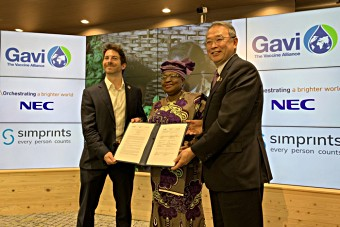 Gavi
The Vaccine Alliance
Orchestrating a brighter world
NEC
simprints
every person counts
Gavi
The Vaccine Alliance
Orchestrating a brighter world
NEC
simprints
every person counts